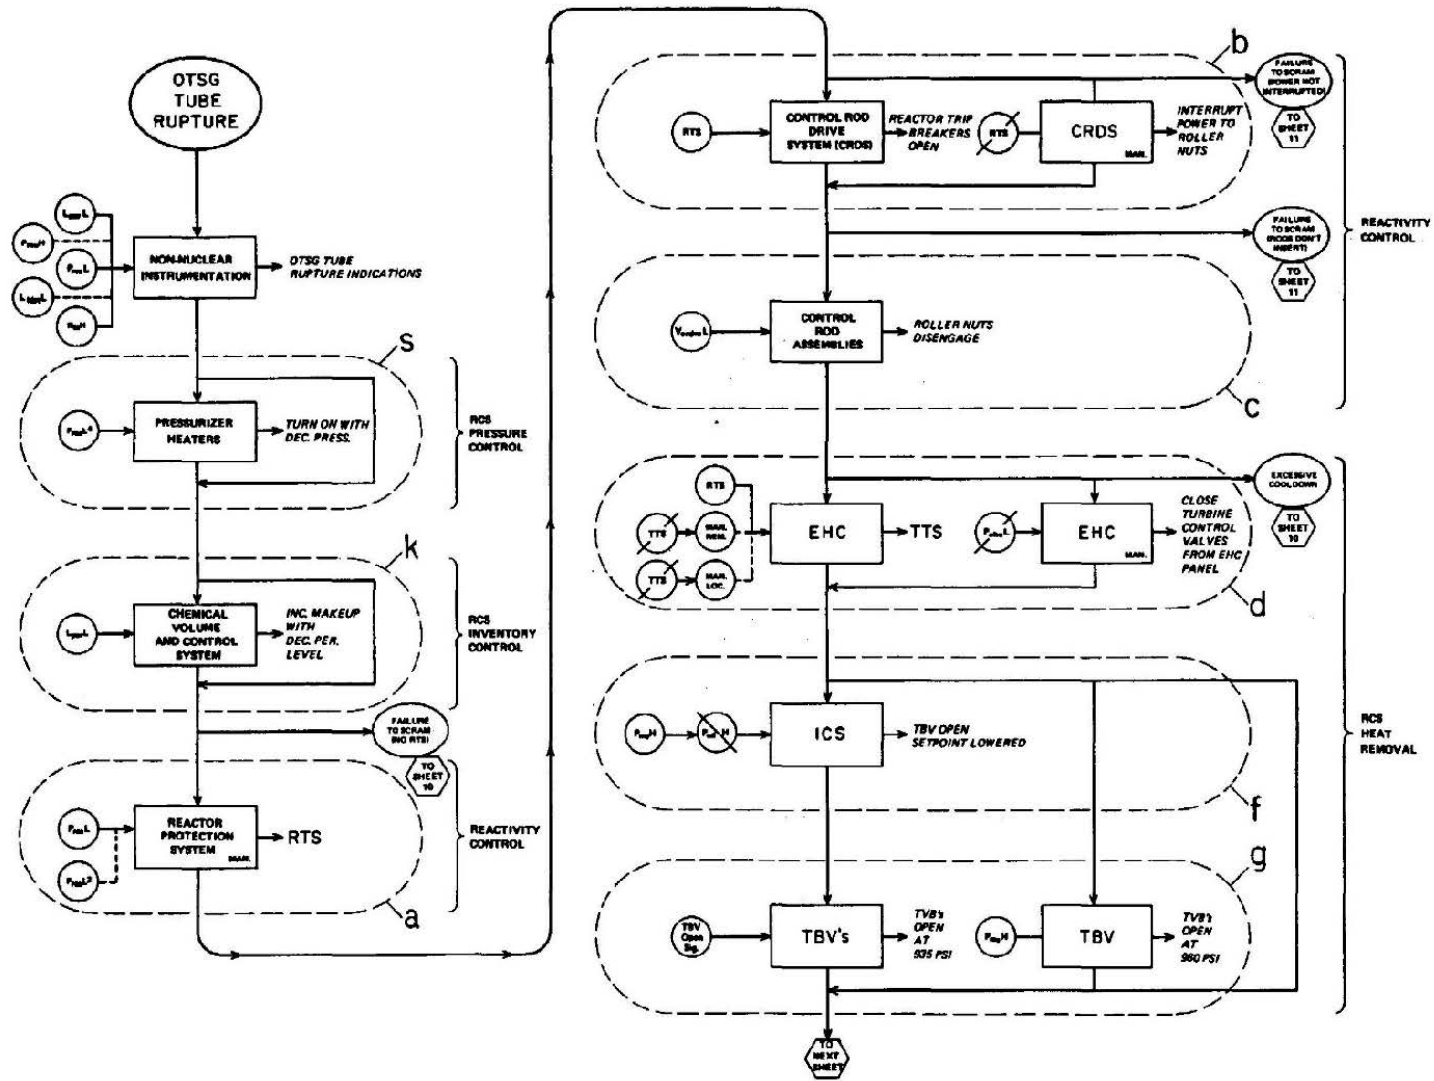 OTSG
TUBE
RUPTURE
NON-NUCLEAR
INSTRUMENTATION
OTSG TUBE
RUPTURE INDICATIONS
s
PRESSURIZER
HEATERS
TURN ON WITH
DEC. PRESS.
RCS
PRESSURE
CONTROL
k
CHEMICAL
VOLUME
AND CONTROL
SYSTEM
INC. MAKEUP
WITH
DEC. PER.
LEVEL
RCS
INVENTORY
CONTROL
FAILURE
TO SCRAM
(NO RTS)
TO
SHEET
10
REACTOR
PROTECTION
SYSTEM
MAN.
RTS
REACTIVITY
CONTROL
a
b
RTS
CONTROL ROD
DRIVE
SYSTEM (CRDS)
REACTOR TRIP
BREAKERS
OPEN
RTS
CRDS
MAN.
INTERRUPT
POWER TO
ROLLER
NUTS
FAILURE
TO SCRAM
(POWER NOT
INTERRUPTED)
TO
SHEET
11
FAILURE
TO SCRAM
(RODS DON'T
INSERT)
TO
SHEET
11
REACTIVITY
CONTROL
CONTROL
ROD
ASSEMBLIES
ROLLER NUTS
DISENGAGE
c
RTS
TTS
MAN.
REM.
TTS
MAN.
LOC.
EHC
TTS
EHC
MAN.
CLOSE
TURBINE
CONTROL
VALVES
FROM EHC
PANEL
EXCESSIVE
COOLDOWN
TO
SHEET
10
d
ICS
TBV OPEN
SETPOINT LOWERED
f
RCS
HEAT
REMOVAL
g
TBV
Open
Sig.
TBV's
TVB's
OPEN
AT
935 PSI
TBV
TVB's
OPEN
AT
960 PSI
TO
NEXT
SHEET